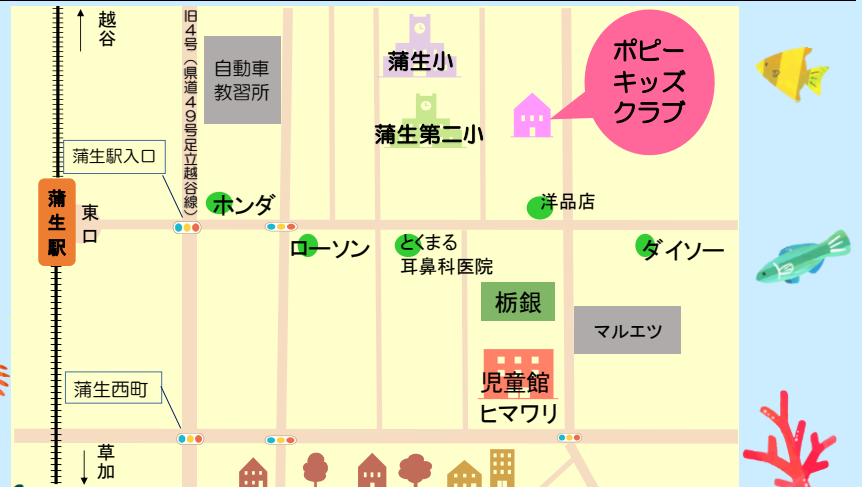 越谷
旧4号（県道49号足立越谷線）
自動車
教習所
蒲生小
蒲生第二小
ポピー
キッズ
クラブ
蒲生駅入口
蒲生駅
東口
ホンダ
洋品店
ローソン
とくまる
耳鼻科医院
ダイソー
栃銀
マルエツ
児童館
ヒマワリ
蒲生西町
草加